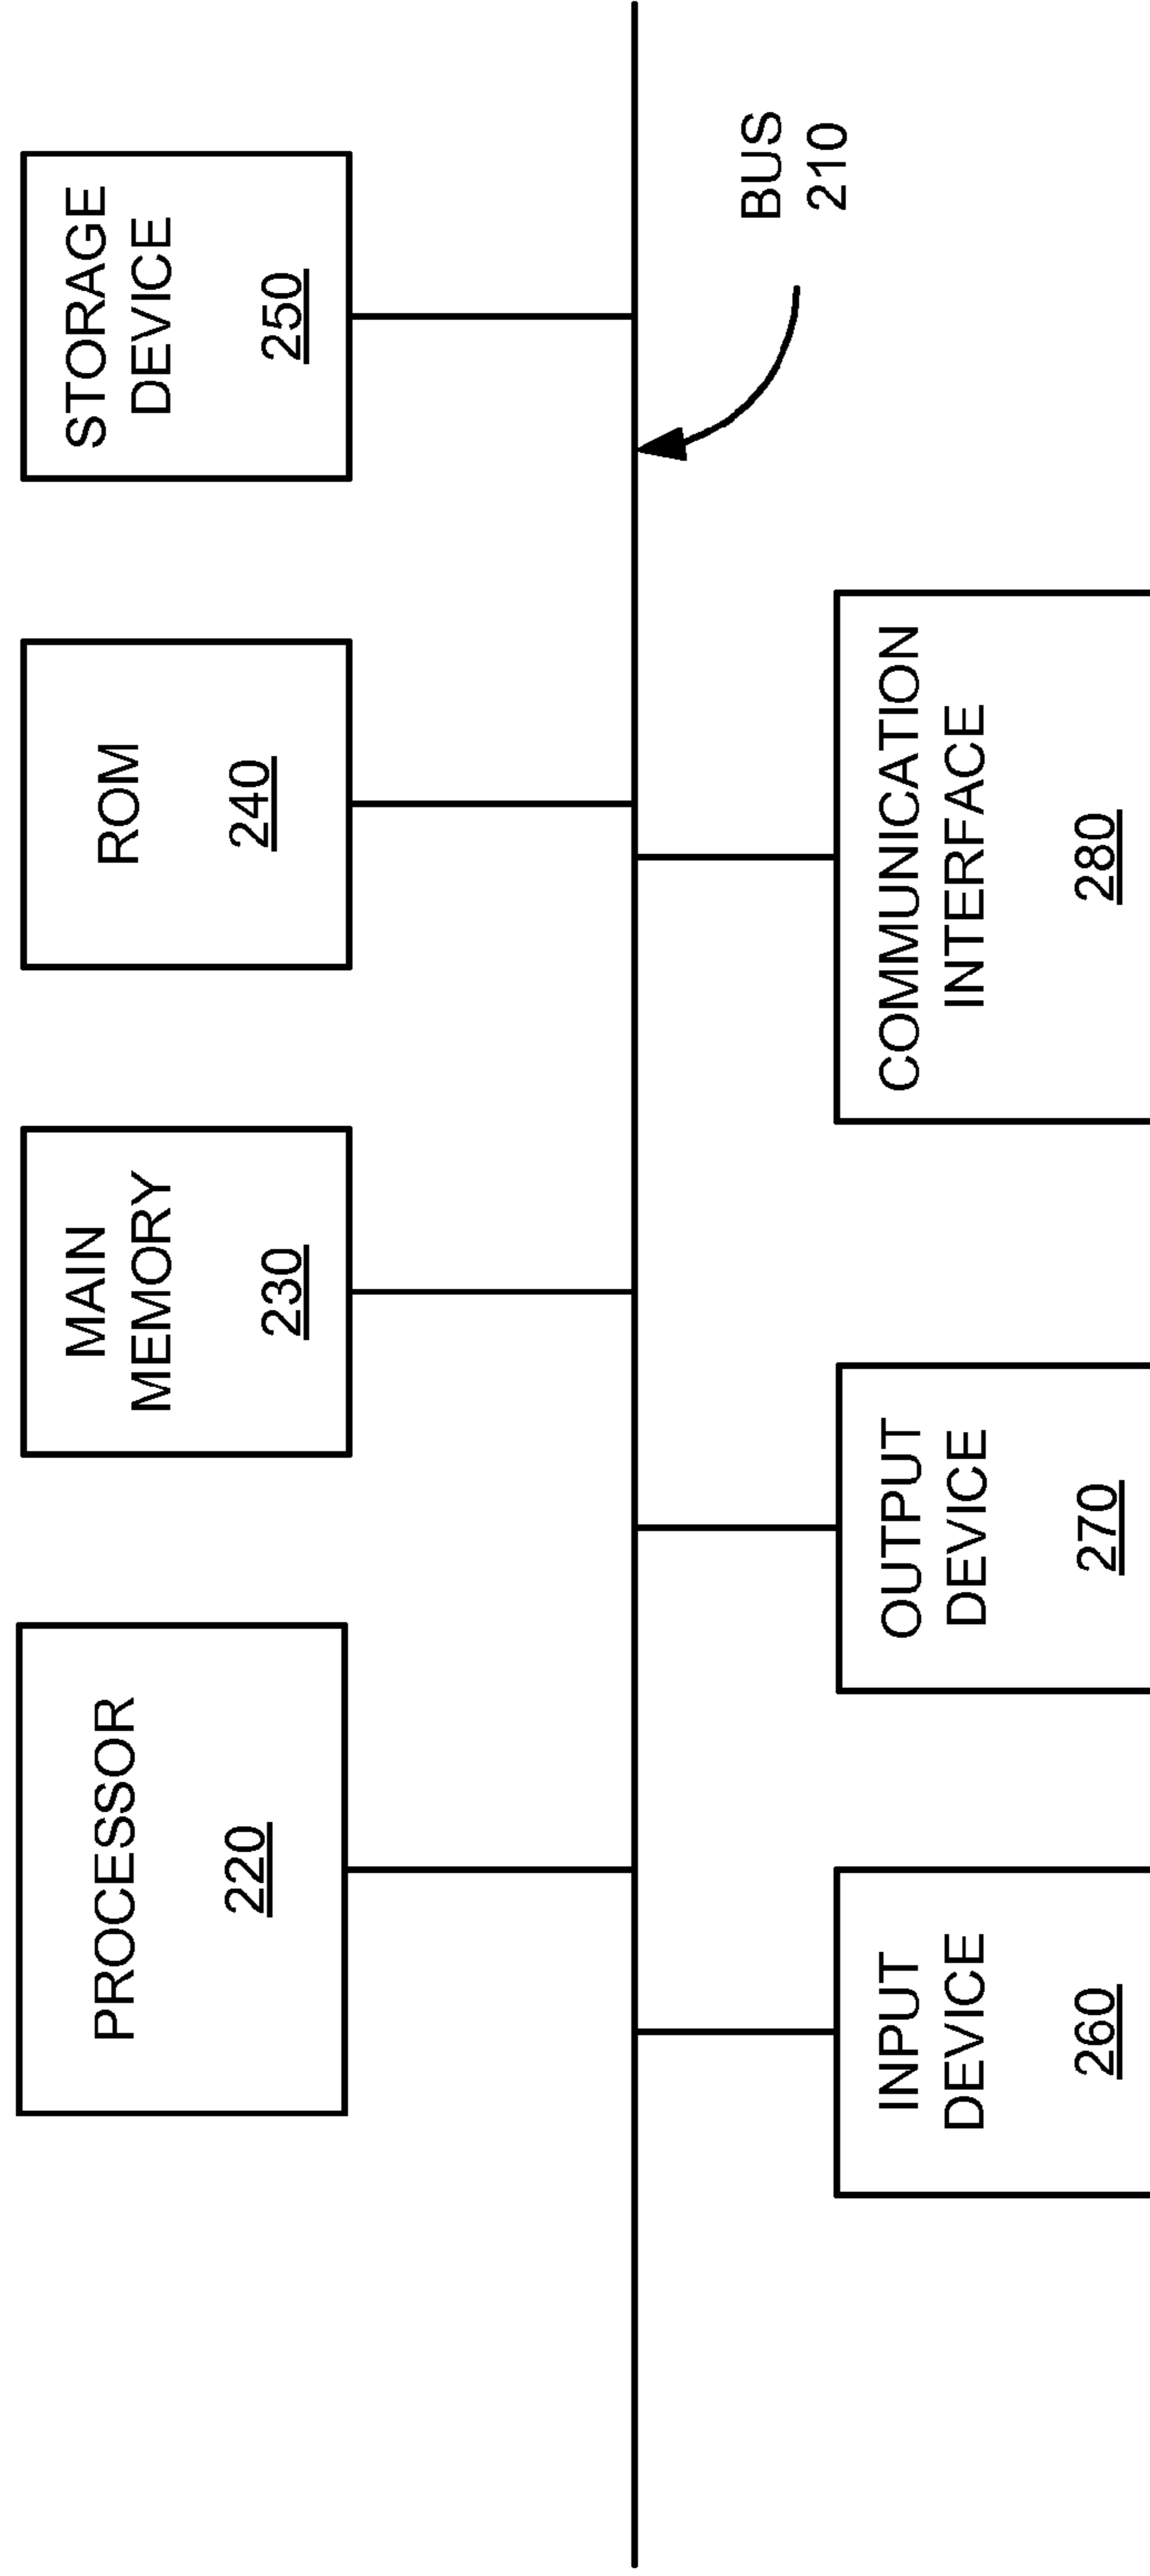 PROCESSOR
220
MAIN
MEMORY
230
ROM
240
STORAGE
DEVICE
250
BUS
210
INPUT
DEVICE
260
OUTPUT
DEVICE
270
COMMUNICATION
INTERFACE
280